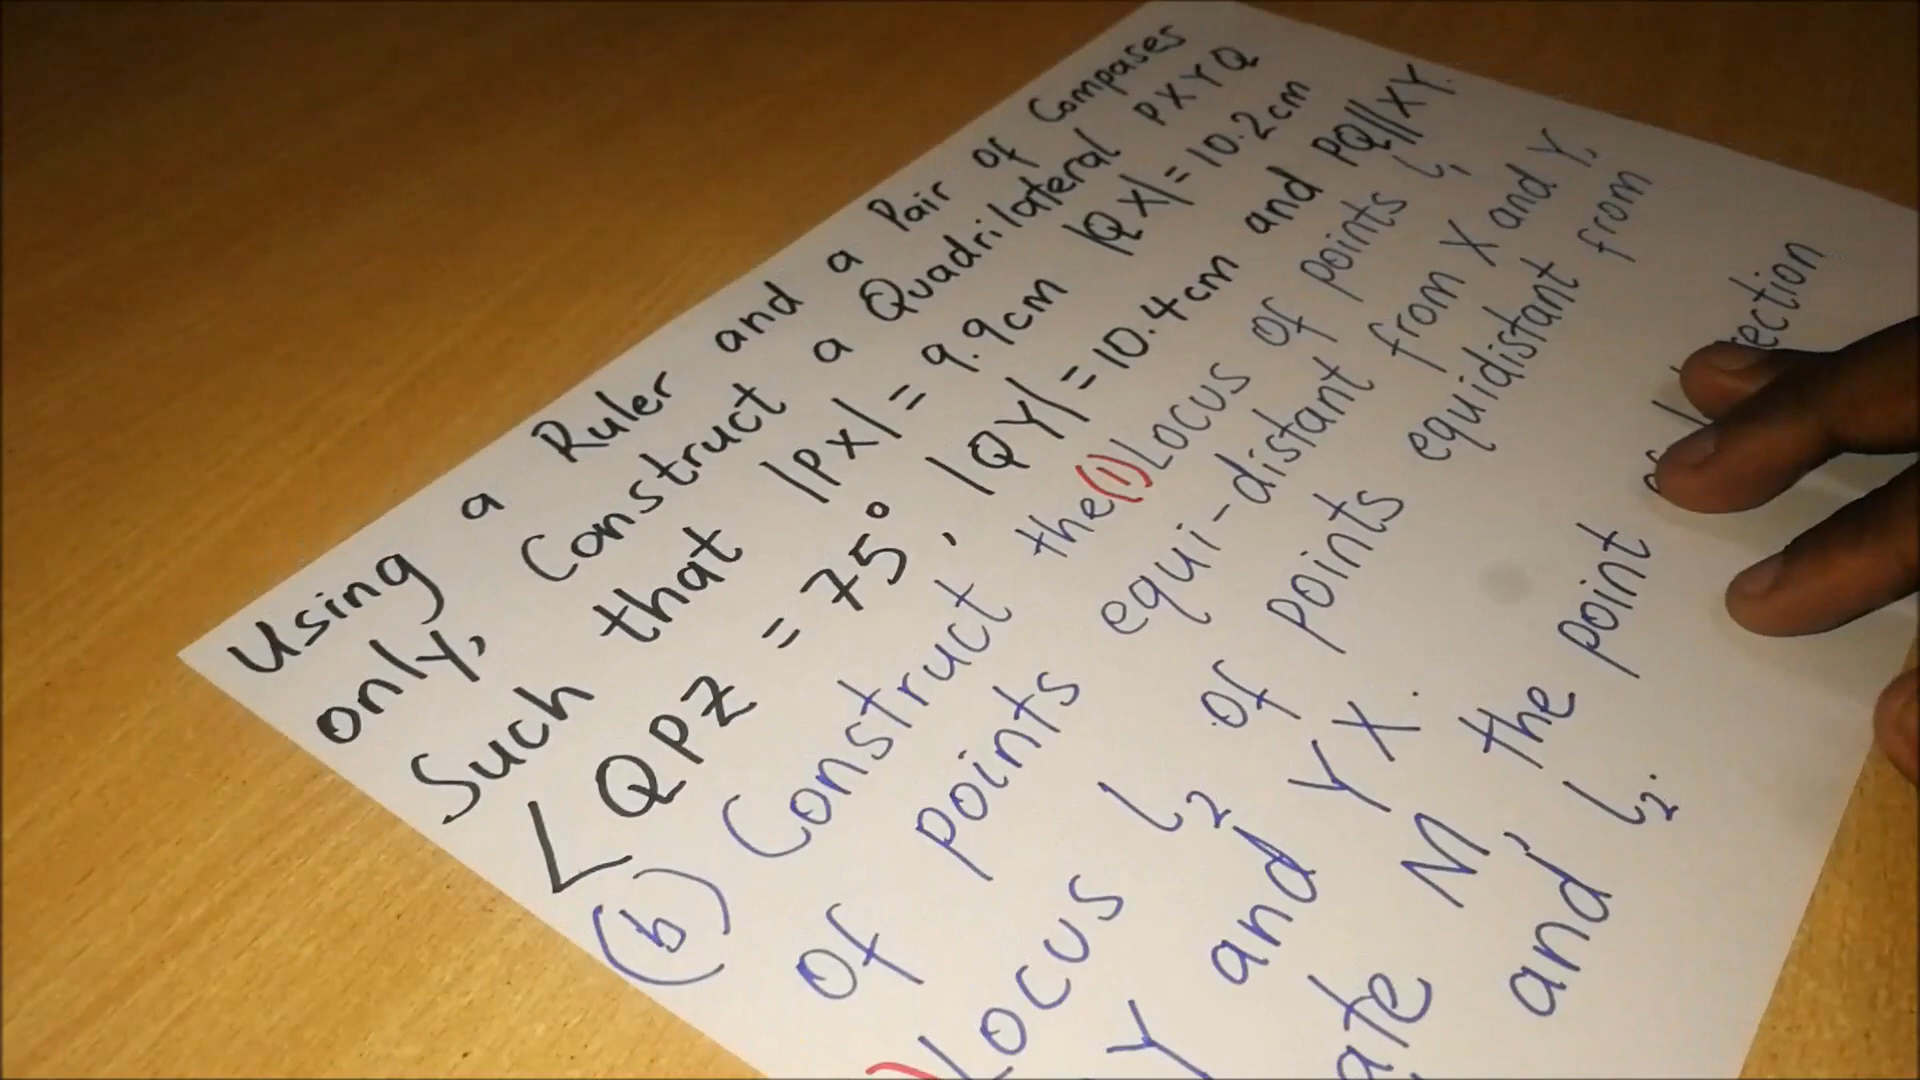 Using a Ruler and a Pair of Compases
only, Construct a Quadrilateral PXYQ
Such that |PX| = 9.9cm |QX| = 10.2cm
∠QPZ = 75°, |QY| = 10.4cm and PQ//XY.
(b) Construct the (1) Locus of points l1
of points equi-distant from X and Y,
Locus l2 of points equidistant from
Y and YX.
M, the point
and l2.